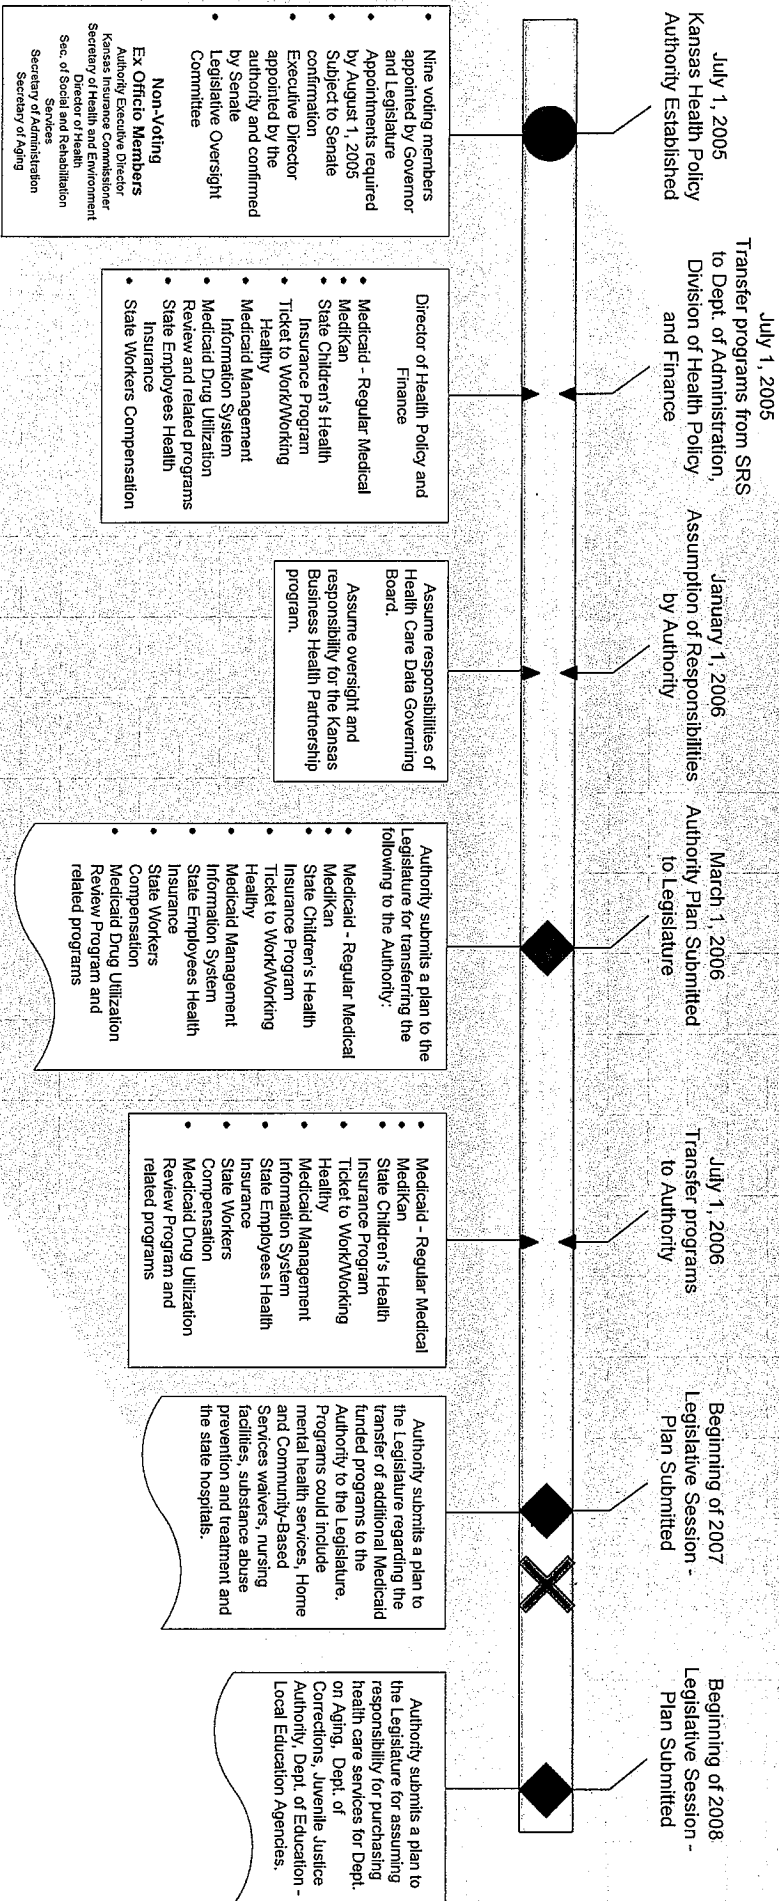 July 1, 2005
Kansas Health Policy
Authority Established
Nine voting members
appointed by Governor
and Legislature
Appointments required
by August 1, 2005
Subject to Senate
confirmation
Executive Director
appointed by the
authority and confirmed
by Senate
Legislative Oversight
Committee
Non-Voting
Ex Officio Members
Authority Executive Director
Kansas Insurance Commissioner
Secretary of Health and Environment
Director of Health
Sec. of Social and Rehabilitation
Services
Secretary of Administration
Secretary of Aging
July 1, 2005
Transfer programs from SRS
to Dept. of Administration,
Division of Health Policy
and Finance
Director of Health Policy and
Finance
Medicaid - Regular Medical
MediKan
State Children's Health
Insurance Program
Ticket to Work/Working
Healthy
Medicaid Management
Information System
Medicaid Drug Utilization
Review and related programs
State Employees Health
Insurance
State Workers Compensation
January 1, 2006
Assumption of Responsibilities
by Authority
Assume responsibilities of
Health Care Data Governing
Board.
Assume oversight and
responsibility for the Kansas
Business Health Partnership
program.
March 1, 2006
Authority Plan Submitted
to Legislature
Authority submits a plan to the
Legislature for transferring the
following to the Authority:
Medicaid - Regular Medical
MediKan
State Children's Health
Insurance Program
Ticket to Work/Working
Healthy
Medicaid Management
Information System
State Employees Health
Insurance
State Workers
Compensation
Medicaid Drug Utilization
Review Program and
related programs
July 1, 2006
Transfer programs
to Authority
Medicaid - Regular Medical
MediKan
State Children's Health
Insurance Program
Ticket to Work/Working
Healthy
Medicaid Management
Information System
State Employees Health
Insurance
State Workers
Compensation
Medicaid Drug Utilization
Review Program and
related programs
Beginning of 2007
Legislative Session -
Plan Submitted
Authority submits a plan to
the Legislature regarding the
transfer of additional Medicaid
funded programs to the
Authority to the Legislature.
Programs could include
mental health services, Home
and Community-Based
Services waivers, nursing
facilities, substance abuse
prevention and treatment and
the state hospitals.
Beginning of 2008
Legislative Session -
Plan Submitted
Authority submits a plan to
the Legislature for assuming
responsibility for purchasing
health care services for Dept.
on Aging, Dept. of
Corrections, Juvenile Justice
Authority, Dept. of Education -
Local Education Agencies.